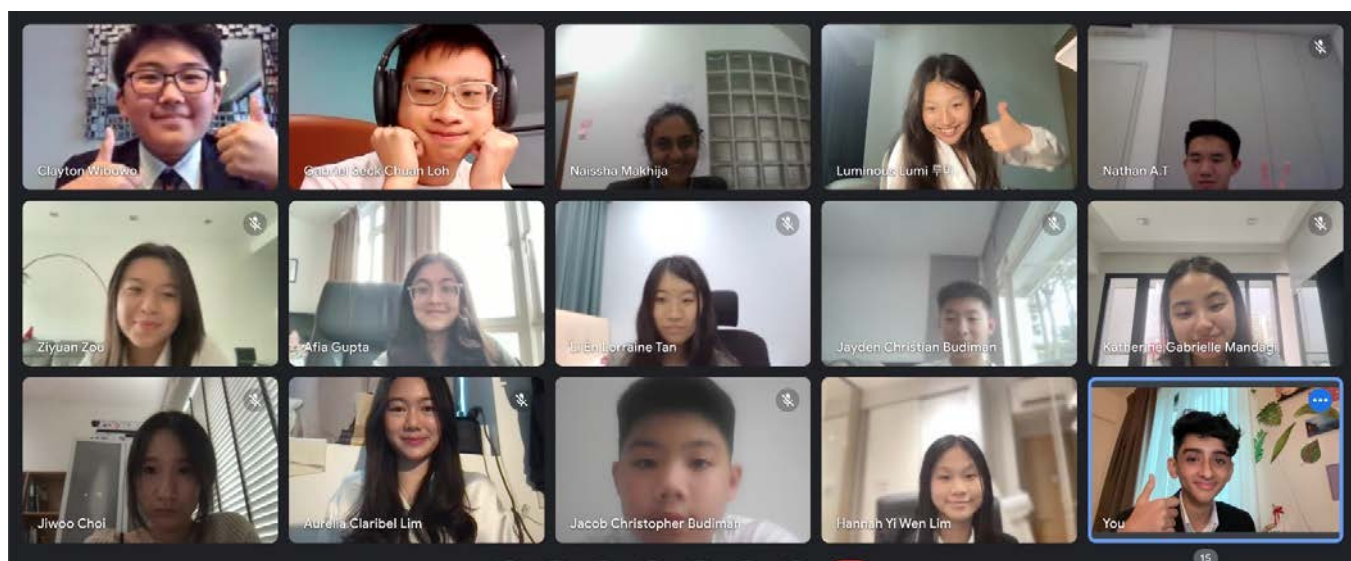 Clayton Wibowo
Gabriel Seck Chuan Loh
Naissha Makhija
Luminous Lumi 루미
Nathan A.T
Ziyuan Zou
Afia Gupta
Li En Lorraine Tan
Jayden Christian Budiman
Katherine Gabrielle Mandagi
Jiwoo Choi
Aurelia Claribel Lim
Jacob Christopher Budiman
Hannah Yi Wen Lim
You
15